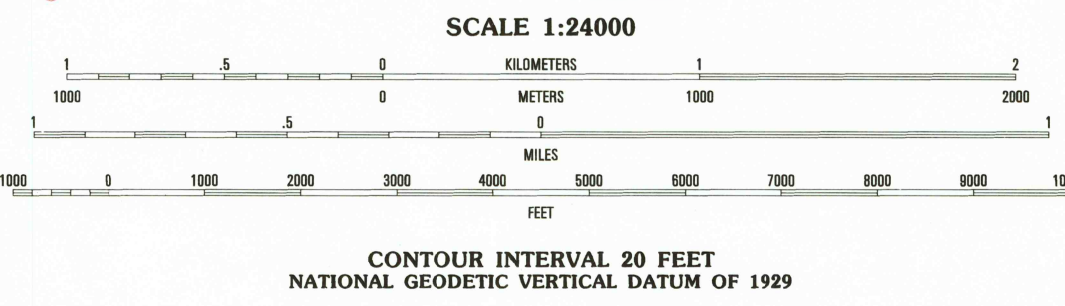 SCALE 1:24000
1 .5 0 KILOMETERS 1 2
1000 0 METERS 1000 2000
1 .5 0 1
MILES
1000 0 1000 2000 3000 4000 5000 6000 7000 8000 9000 10
FEET
CONTOUR INTERVAL 20 FEET
NATIONAL GEODETIC VERTICAL DATUM OF 1929